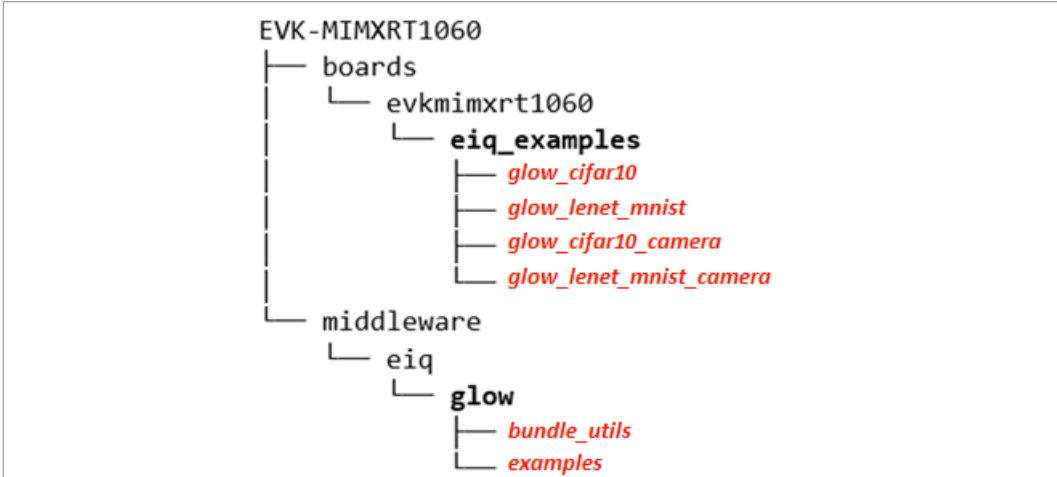 EVK-MIMXRT1060
boards
evkmimxrt1060
eiq_examples
glow_cifar10
glow_lenet_mnist
glow_cifar10_camera
glow_lenet_mnist_camera
middleware
eiq
glow
bundle_utils
examples